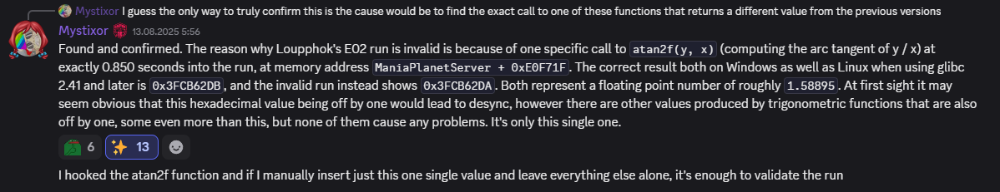 Mystixor I guess the only way to truly confirm this is the cause would be to find the exact call to one of these functions that returns a different value from the previous versions
Mystixor 13.08.2025 5:56
Found and confirmed. The reason why Loupphok's E02 run is invalid is because of one specific call to atan2f(y, x) (computing the arc tangent of y / x) at
exactly 0.850 seconds into the run, at memory address ManiaPlanetServer + 0xE0F71F. The correct result both on Windows as well as Linux when using glibc
2.41 and later is 0x3FCB62DB, and the invalid run instead shows 0x3FCB62DA. Both represent a floating point number of roughly 1.58895. At first sight it may
seem obvious that this hexadecimal value being off by one would lead to desync, however there are other values produced by trigonometric functions that are also
off by one, some even more than this, but none of them cause any problems. It's only this single one.
6 13
I hooked the atan2f function and if I manually insert just this one single value and leave everything else alone, it's enough to validate the run